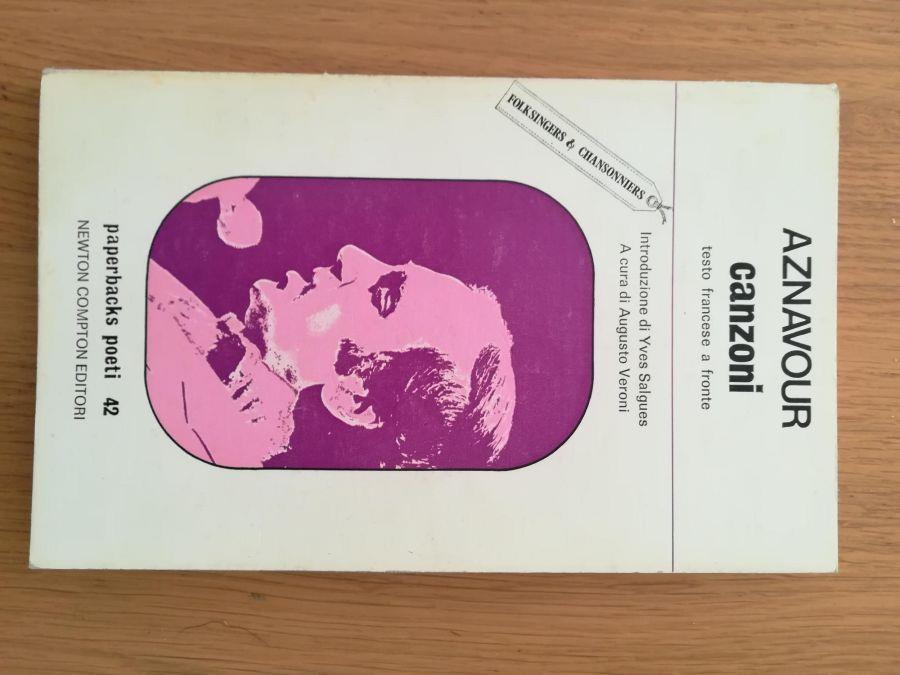 AZNAVOUR
canzoni
testo francese a fronte
FOLKSINGERS & CHANSONNIERS
Introduzione di Yves Salgues
A cura di Augusto Veroni
paperbacks poeti 42
NEWTON COMPTON EDITORI